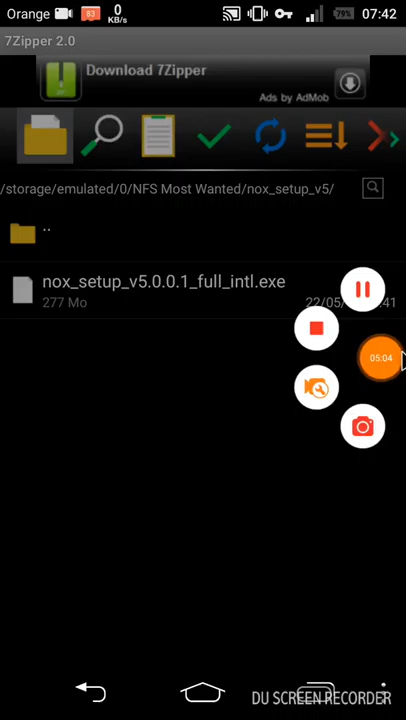 Orange 83 0 KB/s 79% 07:42
7Zipper 2.0
Download 7Zipper
Ads by AdMob
/storage/emulated/0/NFS Most Wanted/nox_setup_v5/
..
nox_setup_v5.0.0.1_full_intl.exe
277 Mo 22/05/ 41
05:04
DU SCREEN RECORDER